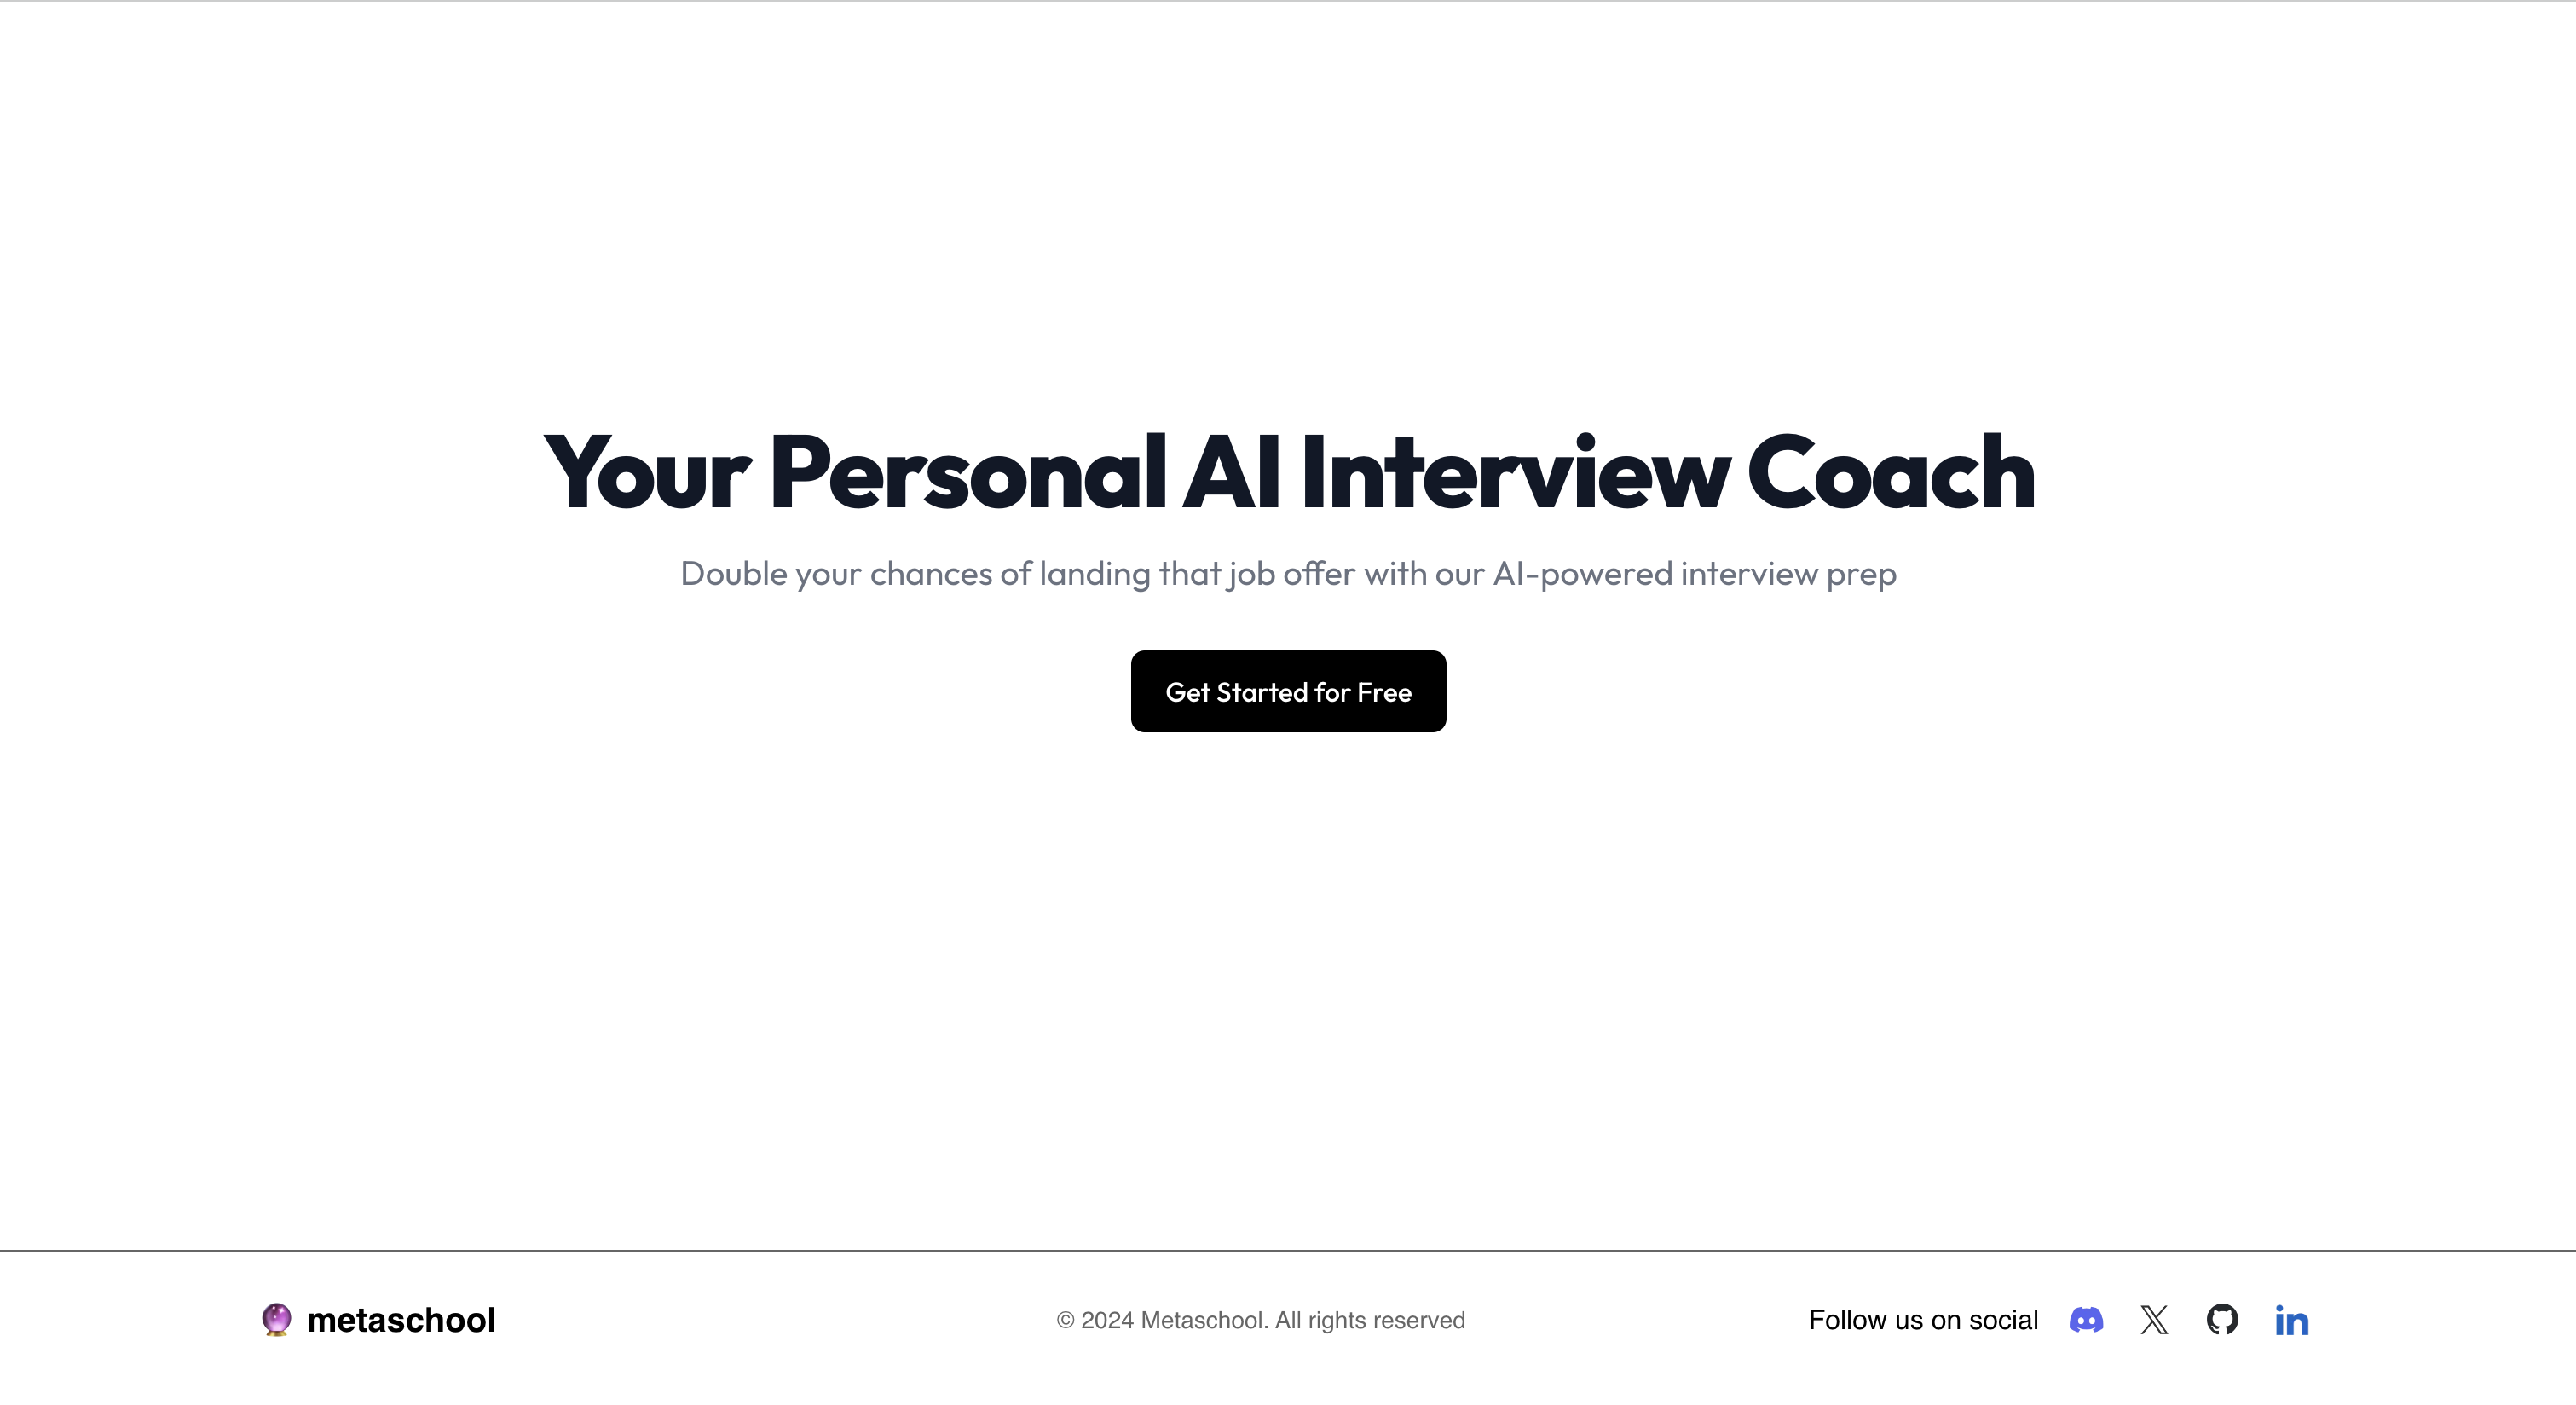 Your Personal AI Interview Coach
Double your chances of landing that job offer with our AI-powered interview prep
Get Started for Free
metaschool
© 2024 Metaschool. All rights reserved
Follow us on social